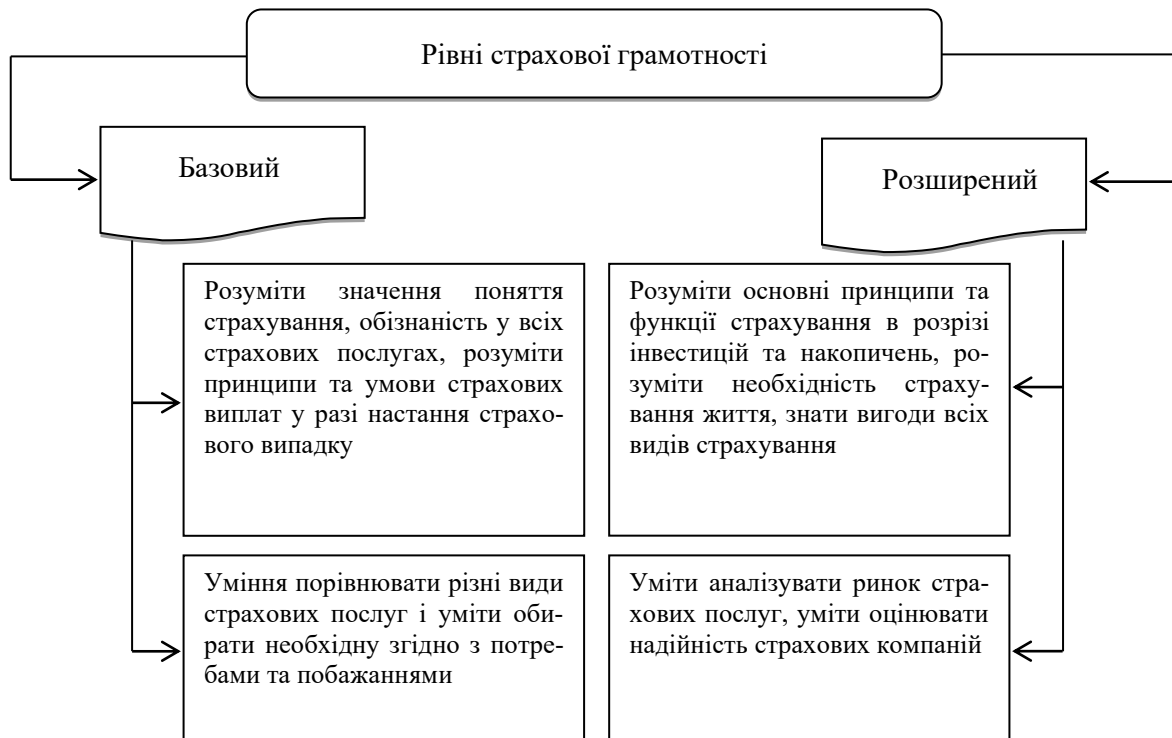 Рівні страхової грамотності
Базовий
Розширений
Розуміти значення поняття
страхування, обізнаність у всіх
страхових послугах, розуміти
принципи та умови страхових
виплат у разі настання страхо-
вого випадку
Розуміти основні принципи та
функції страхування в розрізі
інвестицій та накопичень, ро-
зуміти необхідність страху-
вання життя, знати вигоди всіх
видів страхування
Уміння порівнювати різні види
страхових послуг і уміти оби-
рати необхідну згідно з потре-
бами та побажаннями
Уміти аналізувати ринок стра-
хових послуг, уміти оцінювати
надійність страхових компаній